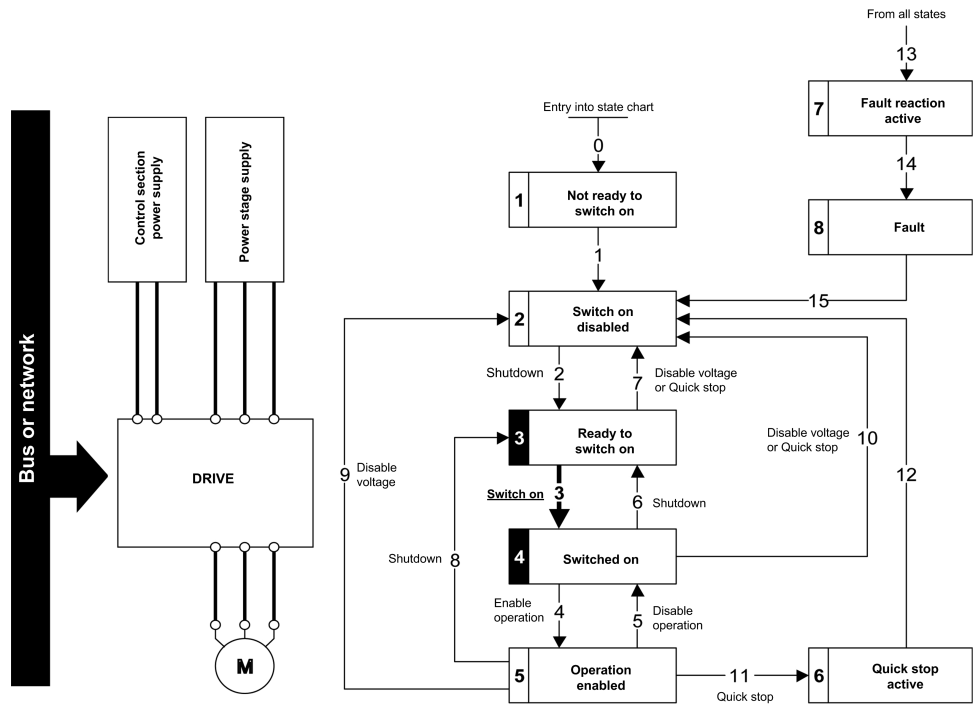 From all states
13
7
Fault reaction
active
14
8
Fault
15
Entry into state chart
0
1
Not ready to
switch on
1
2
Switch on
disabled
Shutdown
2
7
Disable voltage
or Quick stop
3
Ready to
switch on
Switch on
3
6
Shutdown
4
Switched on
Enable
operation
4
5
Disable
operation
5
Operation
enabled
11
Quick stop
6
Quick stop
active
Shutdown
8
9
Disable
voltage
Disable voltage
or Quick stop
10
12
Bus or network
Control section
power supply
Power stage supply
DRIVE
M